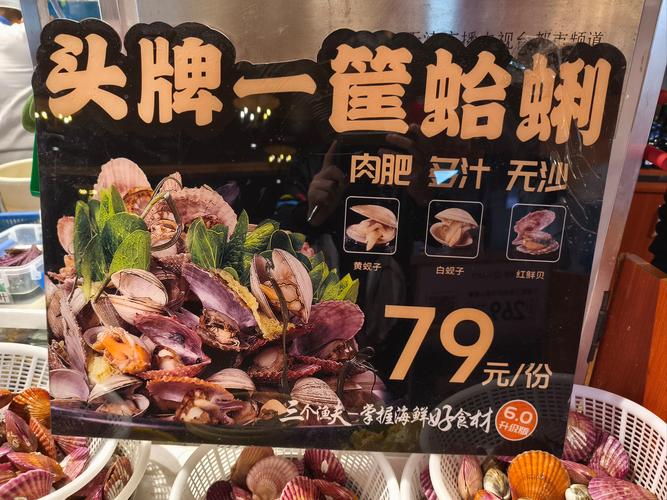 头牌一筐蛤蜊
肉肥 多汁 无沙
黄蚬子 白蚬子 红鲜贝
79元/份
三个渔夫一掌握海鲜好食材
6.0
升级版